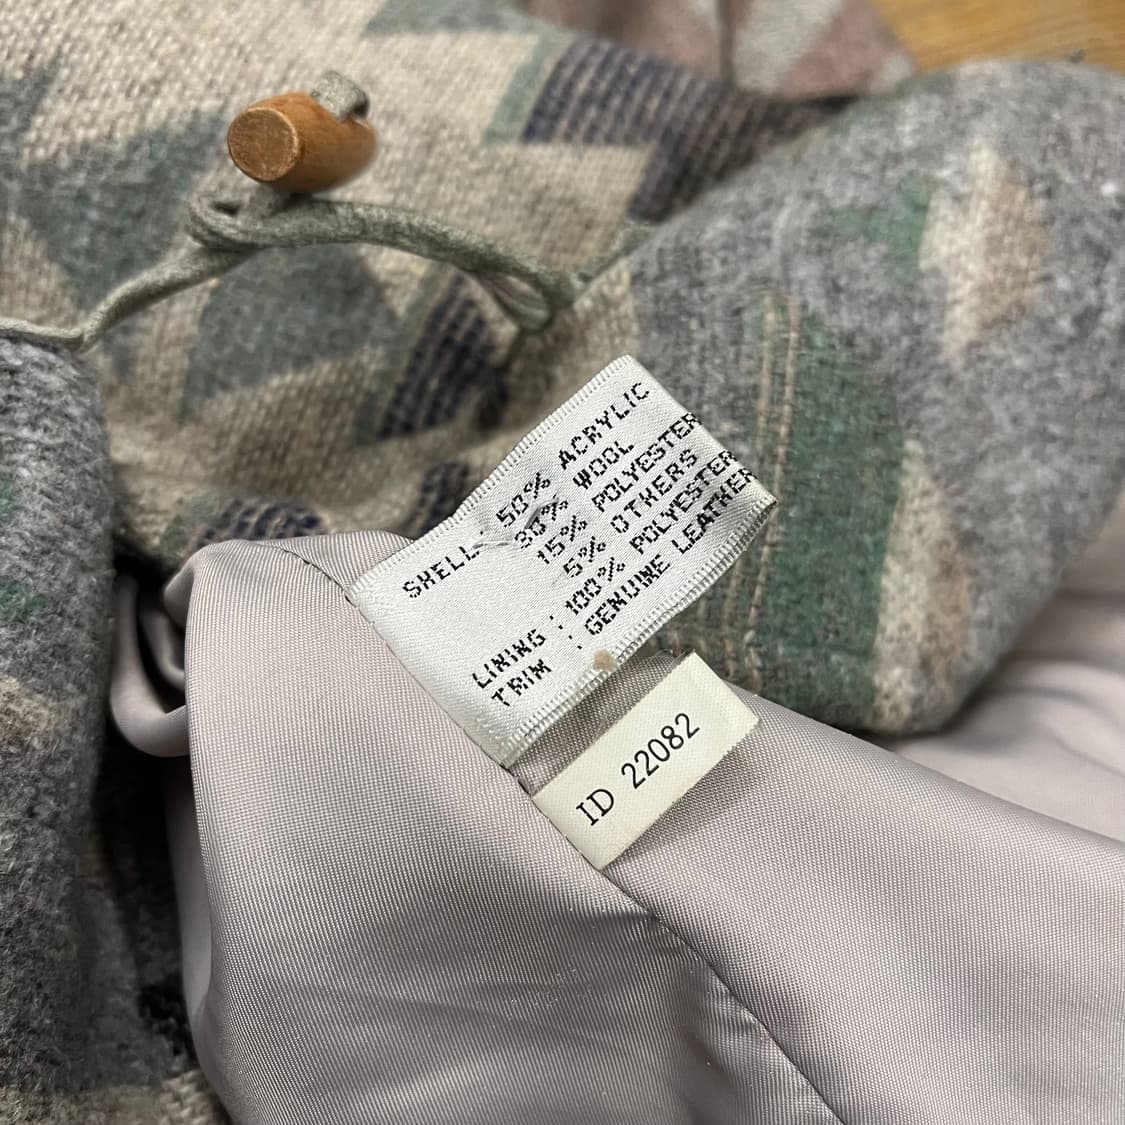 SHELL: 50% ACRYLIC
30% WOOL
15% POLYESTER
5% OTHERS
LINING : 100% POLYESTER
TRIM : GENUINE LEATHER
ID 22082